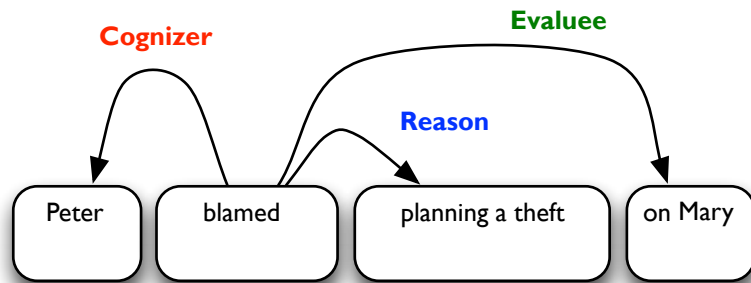 Evaluee
Cognizer
Reason
Peter
blamed
planning a theft
on Mary